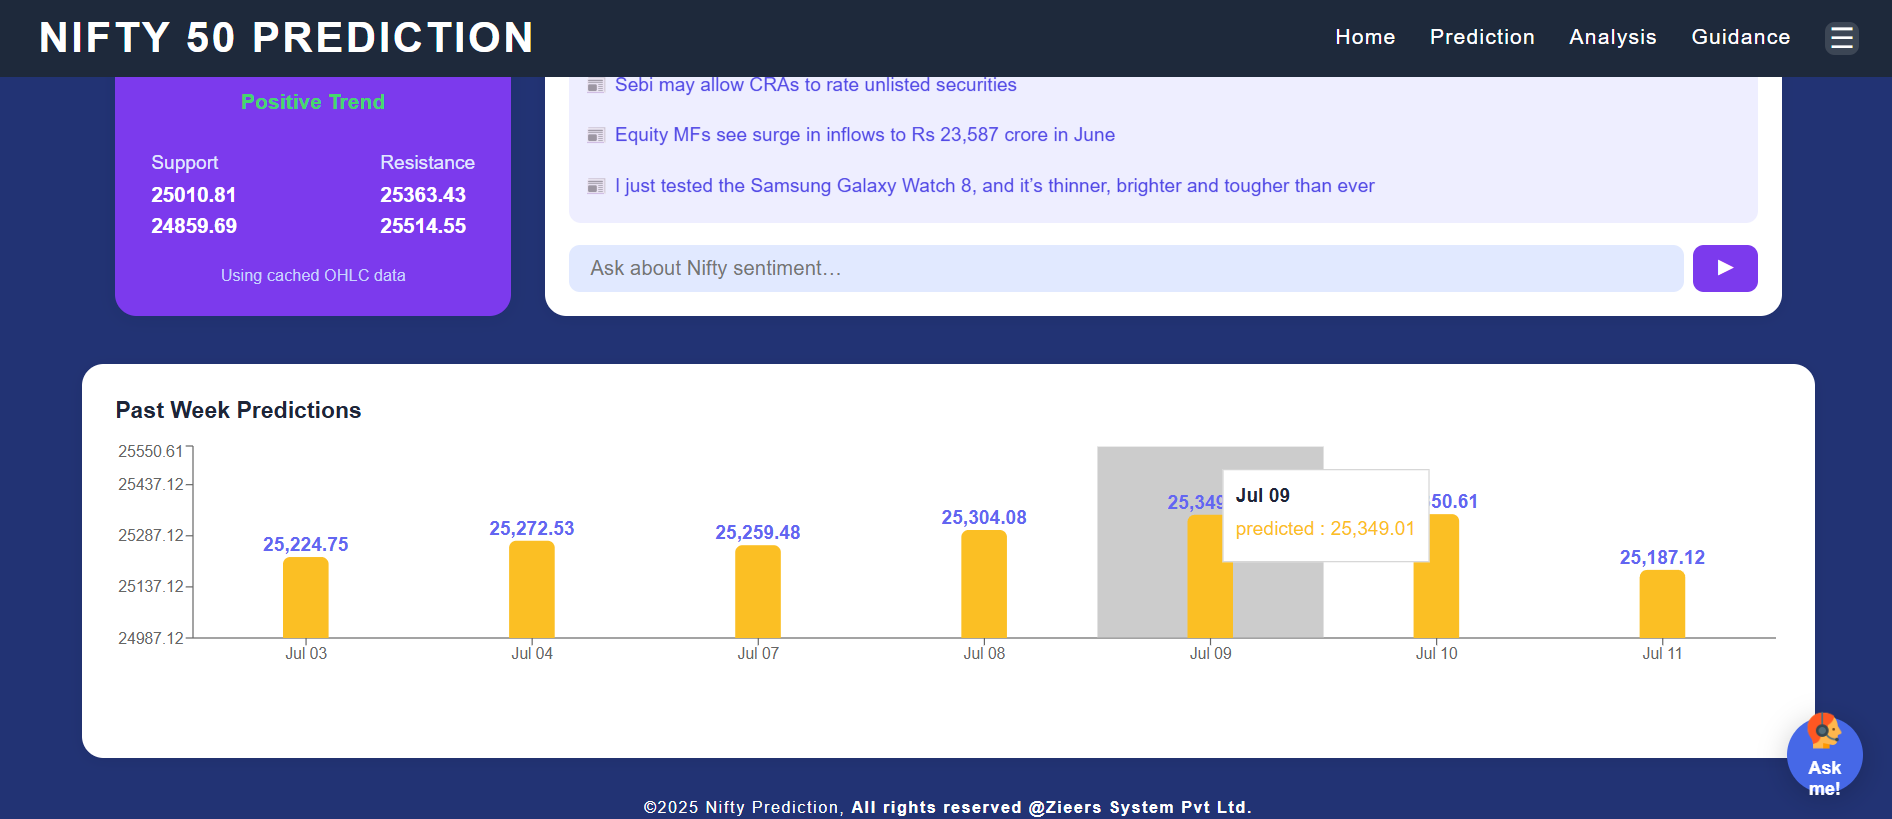 NIFTY 50 PREDICTION
Home Prediction Analysis Guidance
Positive Trend
Support Resistance
25010.81 25363.43
24859.69 25514.55
Using cached OHLC data
Sebi may allow CRAs to rate unlisted securities
Equity MFs see surge in inflows to Rs 23,587 crore in June
I just tested the Samsung Galaxy Watch 8, and it’s thinner, brighter and tougher than ever
Ask about Nifty sentiment…
Past Week Predictions
25550.61
25437.12
25287.12
25137.12
24987.12
25,224.75
25,272.53
25,259.48
25,304.08
25,349
50.61
25,187.12
Jul 09
predicted : 25,349.01
Jul 03 Jul 04 Jul 07 Jul 08 Jul 09 Jul 10 Jul 11
Ask
me!
©2025 Nifty Prediction, All rights reserved @Zieers System Pvt Ltd.